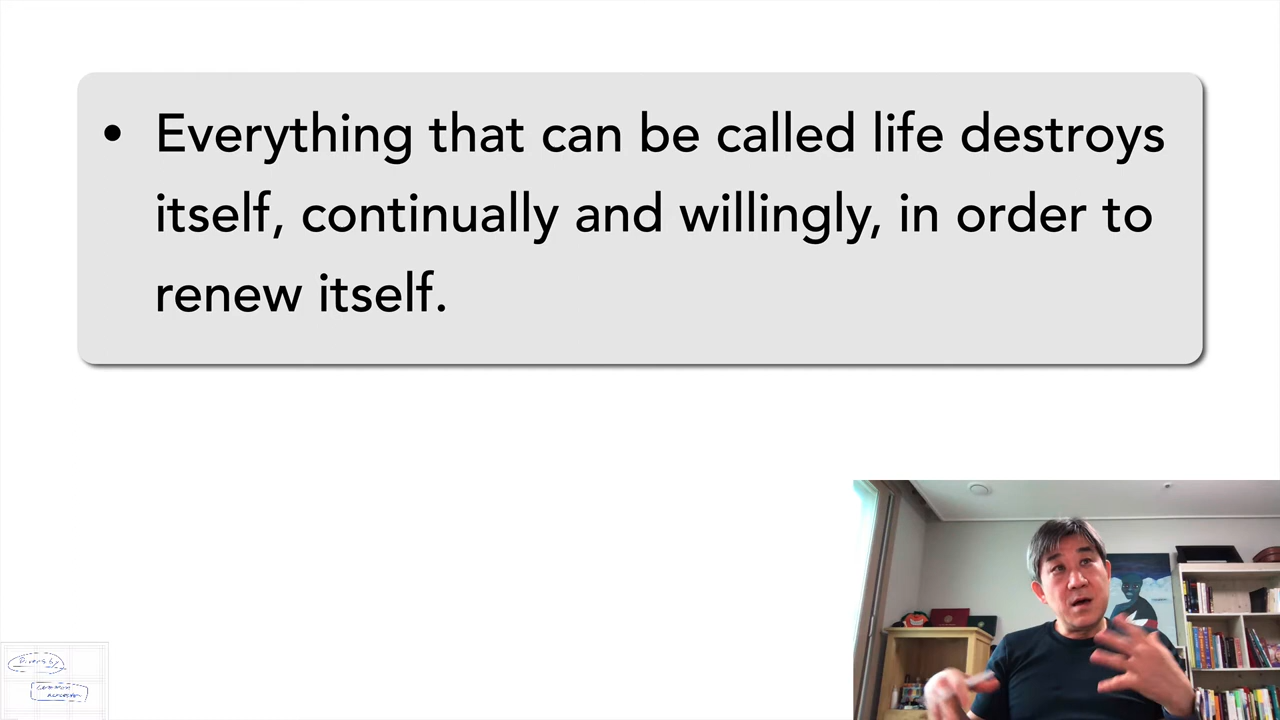 • Everything that can be called life destroys
itself, continually and willingly, in order to
renew itself.